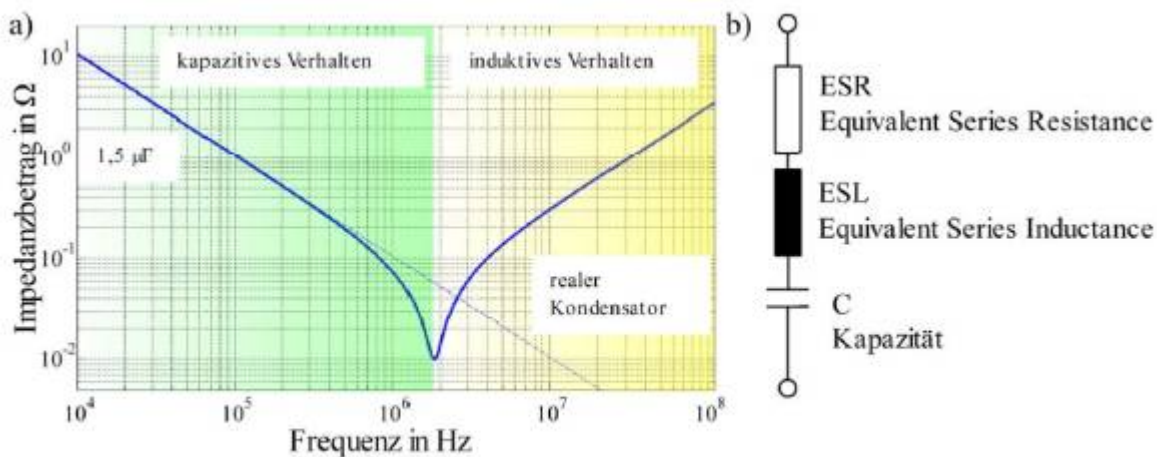 a)
Impedanzbetrag in Ω
10¹
10⁰
10⁻¹
10⁻²
kapazitives Verhalten
induktives Verhalten
1,5 µF
realer
Kondensator
10⁴ 10⁵ 10⁶ 10⁷ 10⁸
Frequenz in Hz
b)
ESR
Equivalent Series Resistance
ESL
Equivalent Series Inductance
C
Kapazität